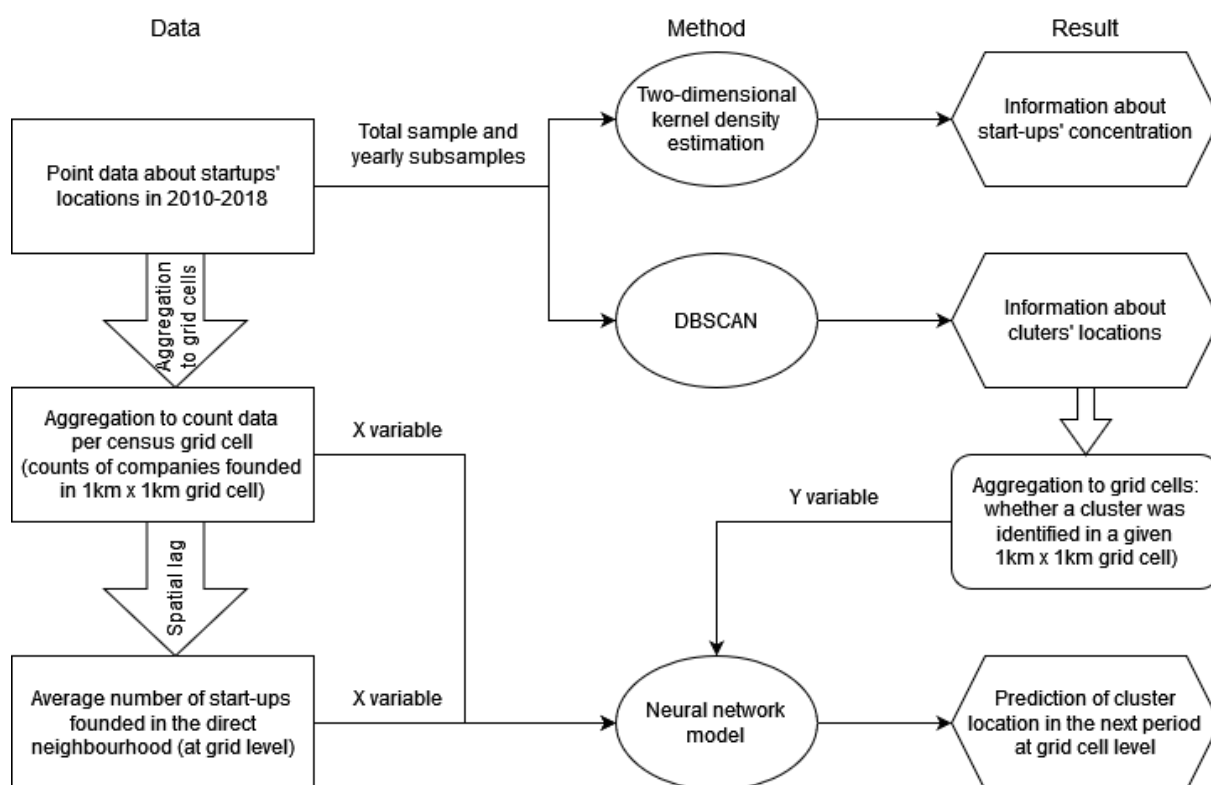 Data
Method
Result
Point data about startups'
locations in 2010-2018
Total sample and
yearly subsamples
Two-dimensional
kernel density
estimation
Information about
start-ups' concentration
Aggregation
to grid cells
DBSCAN
Information about
cluters' locations
Aggregation to count data
per census grid cell
(counts of companies founded
in 1km x 1km grid cell)
X variable
Y variable
Aggregation to grid cells:
whether a cluster was
identified in a given
1km x 1km grid cell)
Spatial lag
Average number of start-ups
founded in the direct
neighbourhood (at grid level)
X variable
Neural network
model
Prediction of cluster
location in the next period
at grid cell level